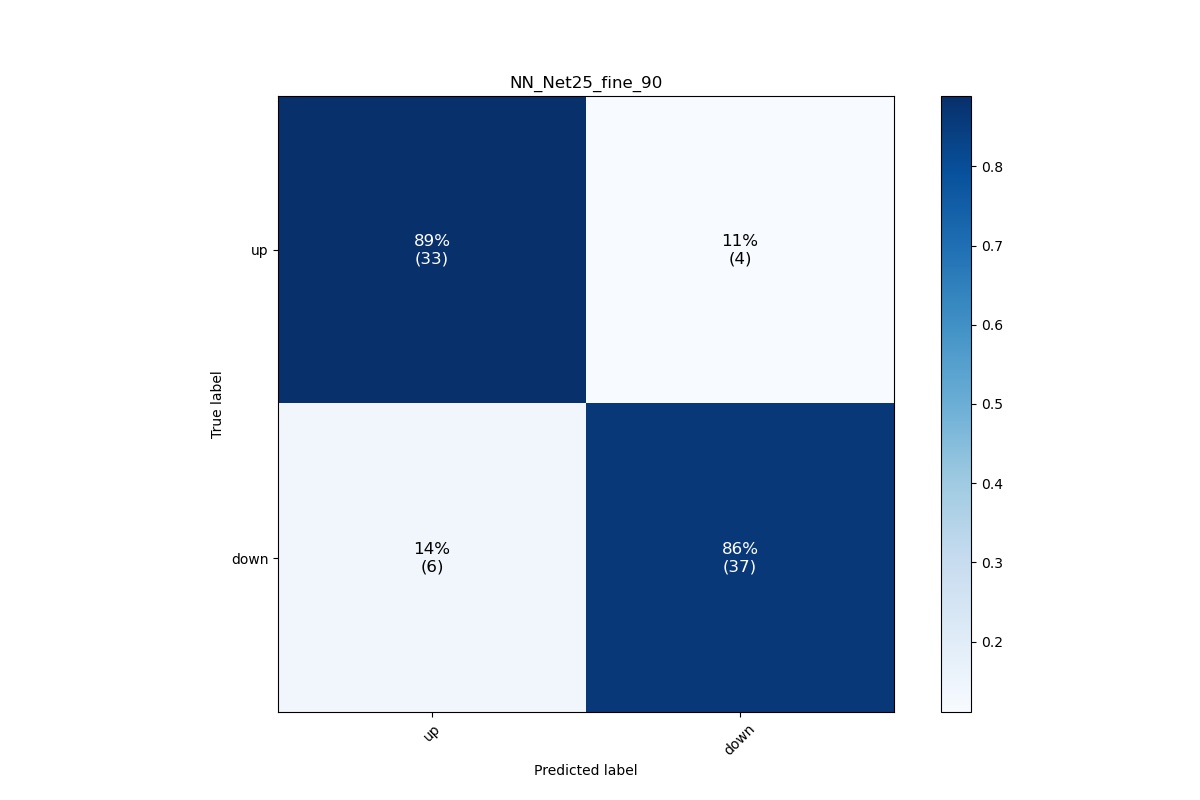 NN_Net25_fine_90
True label
up
89%
(33)
11%
(4)
down
14%
(6)
86%
(37)
up
down
Predicted label
0.8
0.7
0.6
0.5
0.4
0.3
0.2